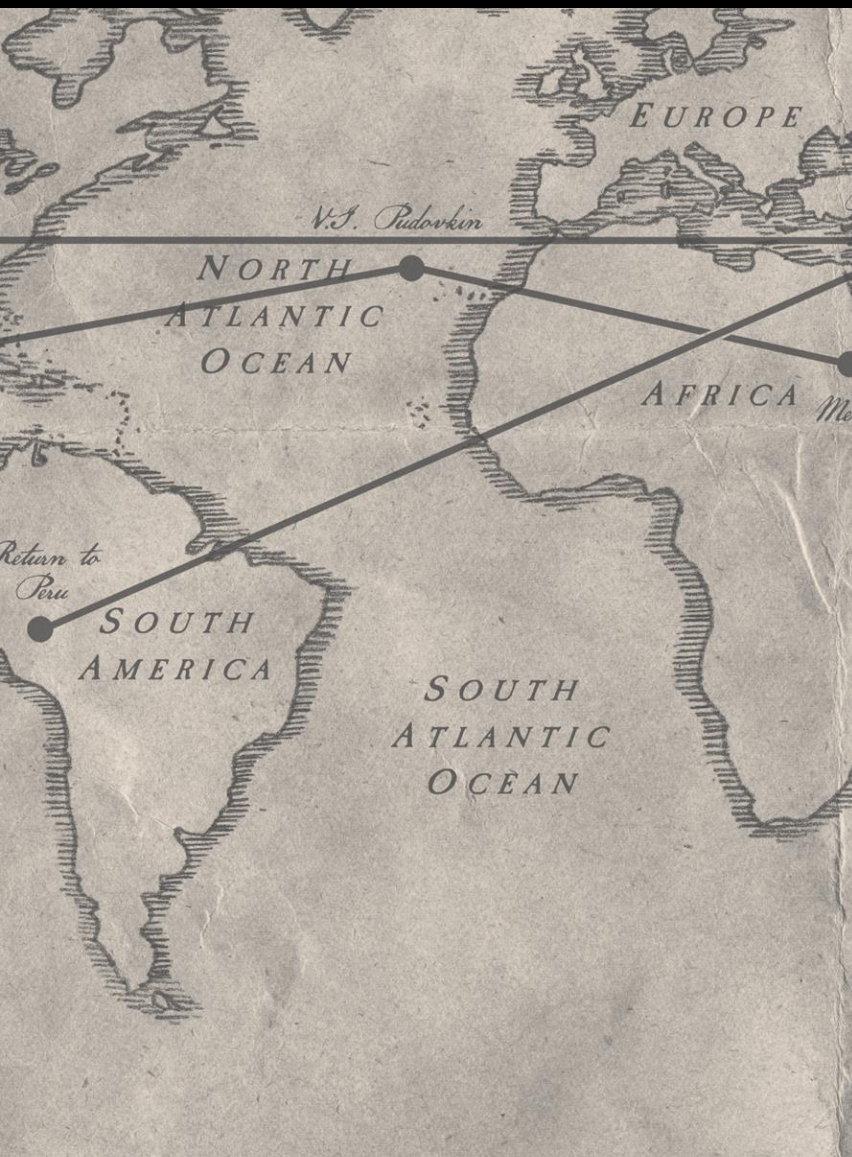 EUROPE
V.I. Pudovkin
NORTH
ATLANTIC
OCEAN
AFRICA
Return to
Peru
SOUTH
AMERICA
SOUTH
ATLANTIC
OCEAN